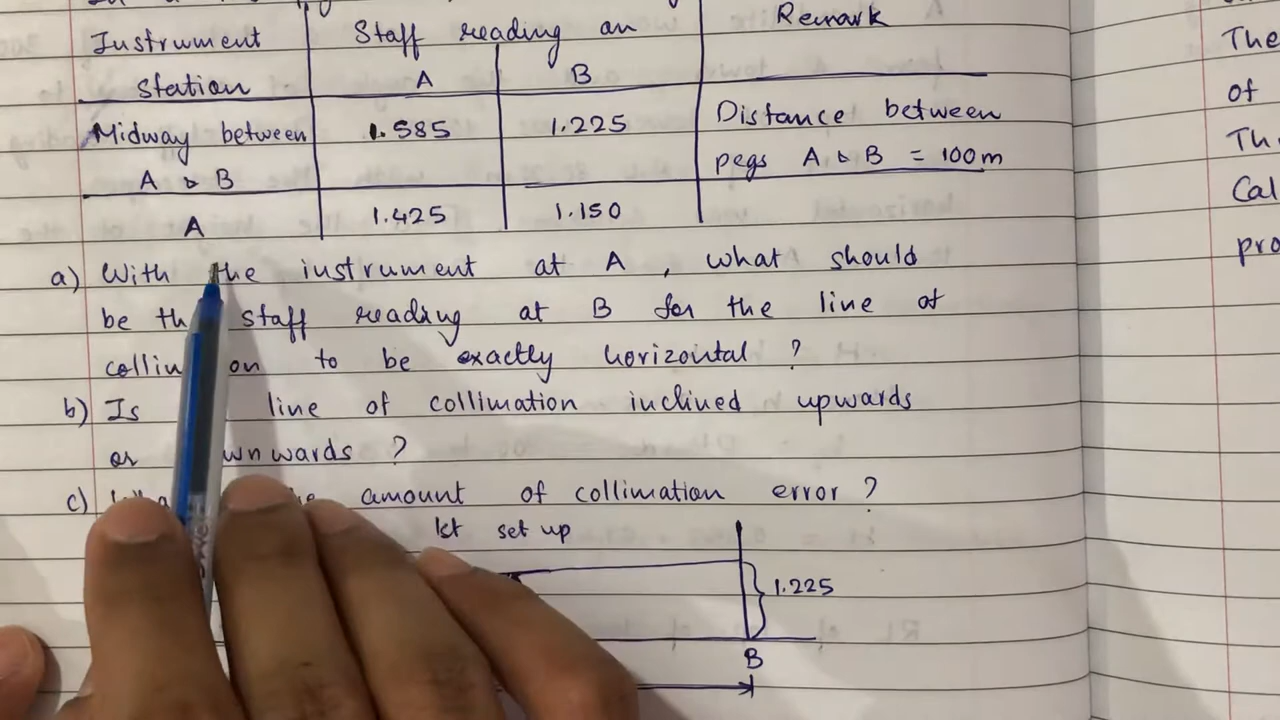 Instrument Staff reading on Remark
station A B
Midway between 1.585 1.225 Distance between
A & B pegs A & B = 100m
A 1.425 1.150
a) With the instrument at A, what should
be th staff reading at B for the line of
collim on to be exactly horizontal ?
b) Is line of collimation inclined upwards
or wnwards ?
c) amount of collimation error ?
Ist set up
1.225
B
The
of
Th
Cal
pro